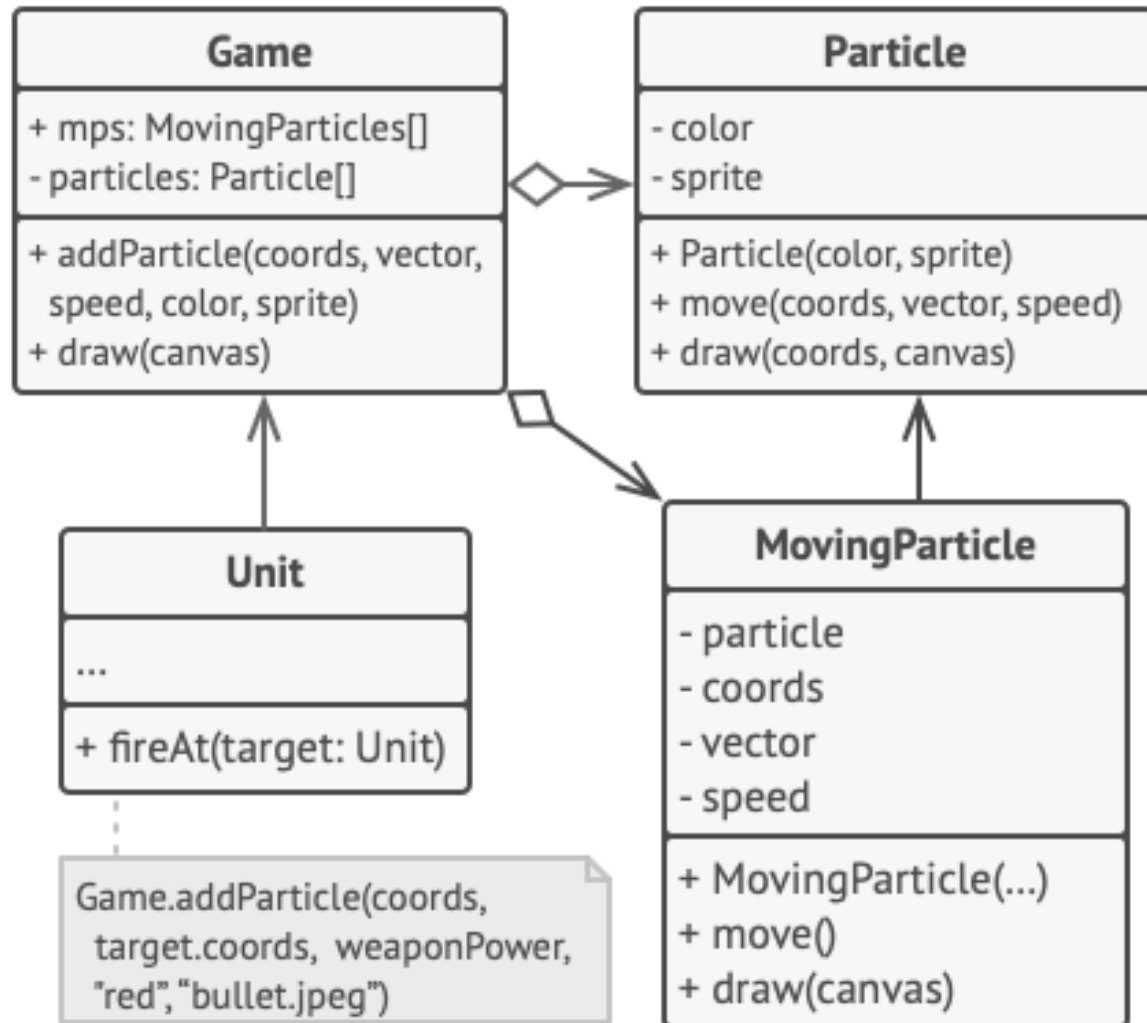 Game
+ mps: MovingParticles[]
- particles: Particle[]
+ addParticle(coords, vector,
speed, color, sprite)
+ draw(canvas)
Particle
- color
- sprite
+ Particle(color, sprite)
+ move(coords, vector, speed)
+ draw(coords, canvas)
Unit
...
+ fireAt(target: Unit)
Game.addParticle(coords,
target.coords, weaponPower,
"red", “bullet.jpeg”)
MovingParticle
- particle
- coords
- vector
- speed
+ MovingParticle(...)
+ move()
+ draw(canvas)